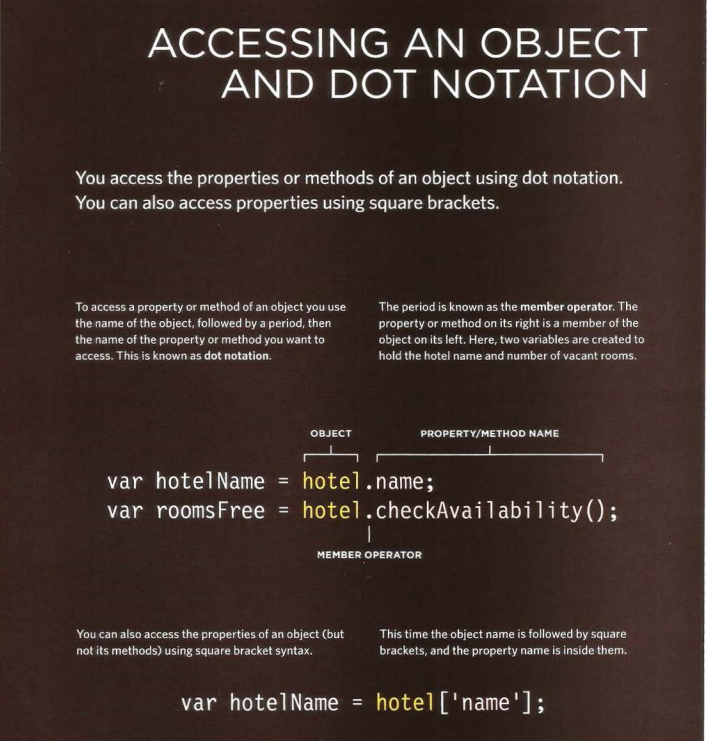 ACCESSING AN OBJECT
AND DOT NOTATION
You access the properties or methods of an object using dot notation.
You can also access properties using square brackets.
To access a property or method of an object you use
the name of the object, followed by a period, then
the name of the property or method you want to
access. This is known as dot notation.
The period is known as the member operator. The
property or method on its right is a member of the
object on its left. Here, two variables are created to
hold the hotel name and number of vacant rooms.
OBJECT PROPERTY/METHOD NAME
var hotelName = hotel.name;
var roomsFree = hotel.checkAvailability();
MEMBER OPERATOR
You can also access the properties of an object (but
not its methods) using square bracket syntax.
This time the object name is followed by square
brackets, and the property name is inside them.
var hotelName = hotel['name'];